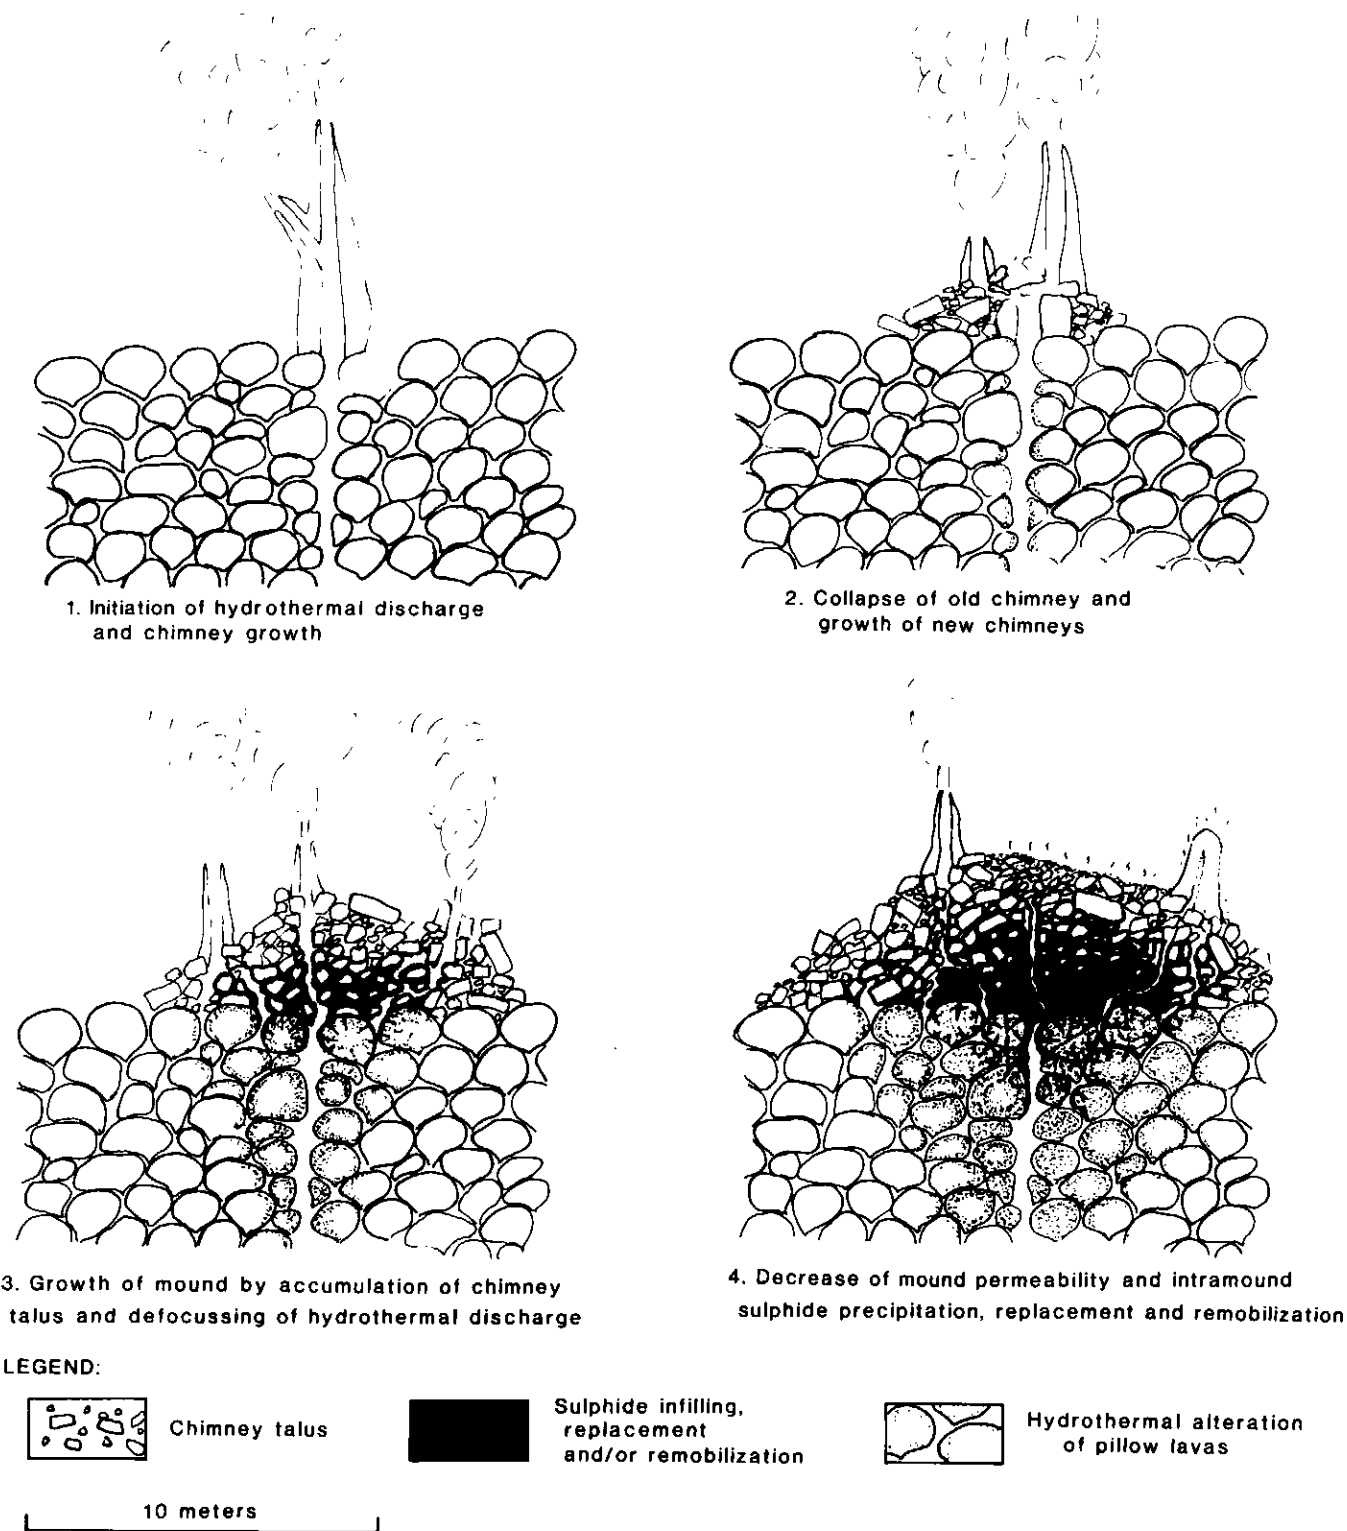 1. Initiation of hydrothermal discharge
and chimney growth
2. Collapse of old chimney and
growth of new chimneys
3. Growth of mound by accumulation of chimney
talus and defocussing of hydrothermal discharge
4. Decrease of mound permeability and intramound
sulphide precipitation, replacement and remobilization
LEGEND:
Chimney talus
Sulphide infilling,
replacement
and/or remobilization
Hydrothermal alteration
of pillow lavas
10 meters